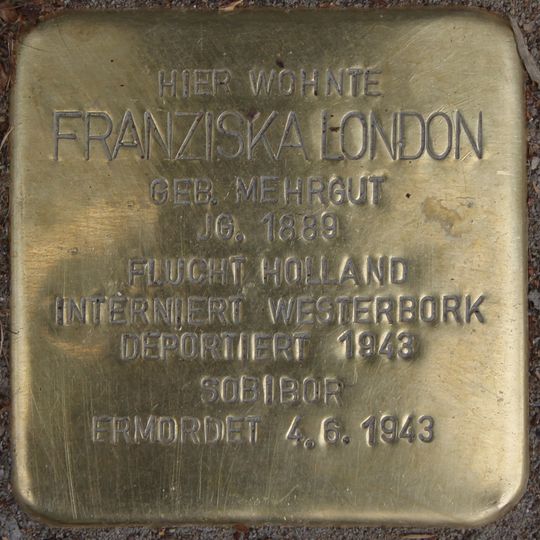 HIER WOHNTE
FRANZISKA LONDON
GEB. MEHRGUT
JG. 1889
FLUCHT HOLLAND
INTERNIERT WESTERBORK
DEPORTIERT 1943
SOBIBOR
ERMORDET 4.6.1943